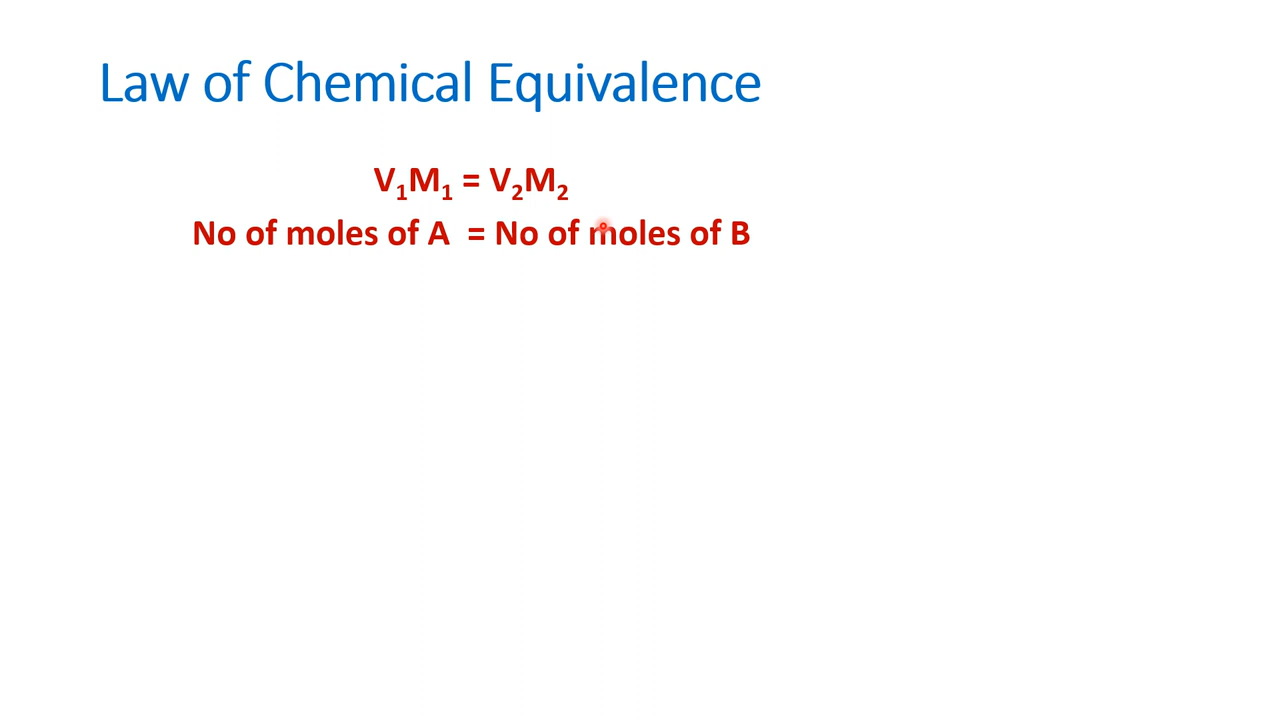 Law of Chemical Equivalence
V₁M₁ = V₂M₂
No of moles of A = No of moles of B